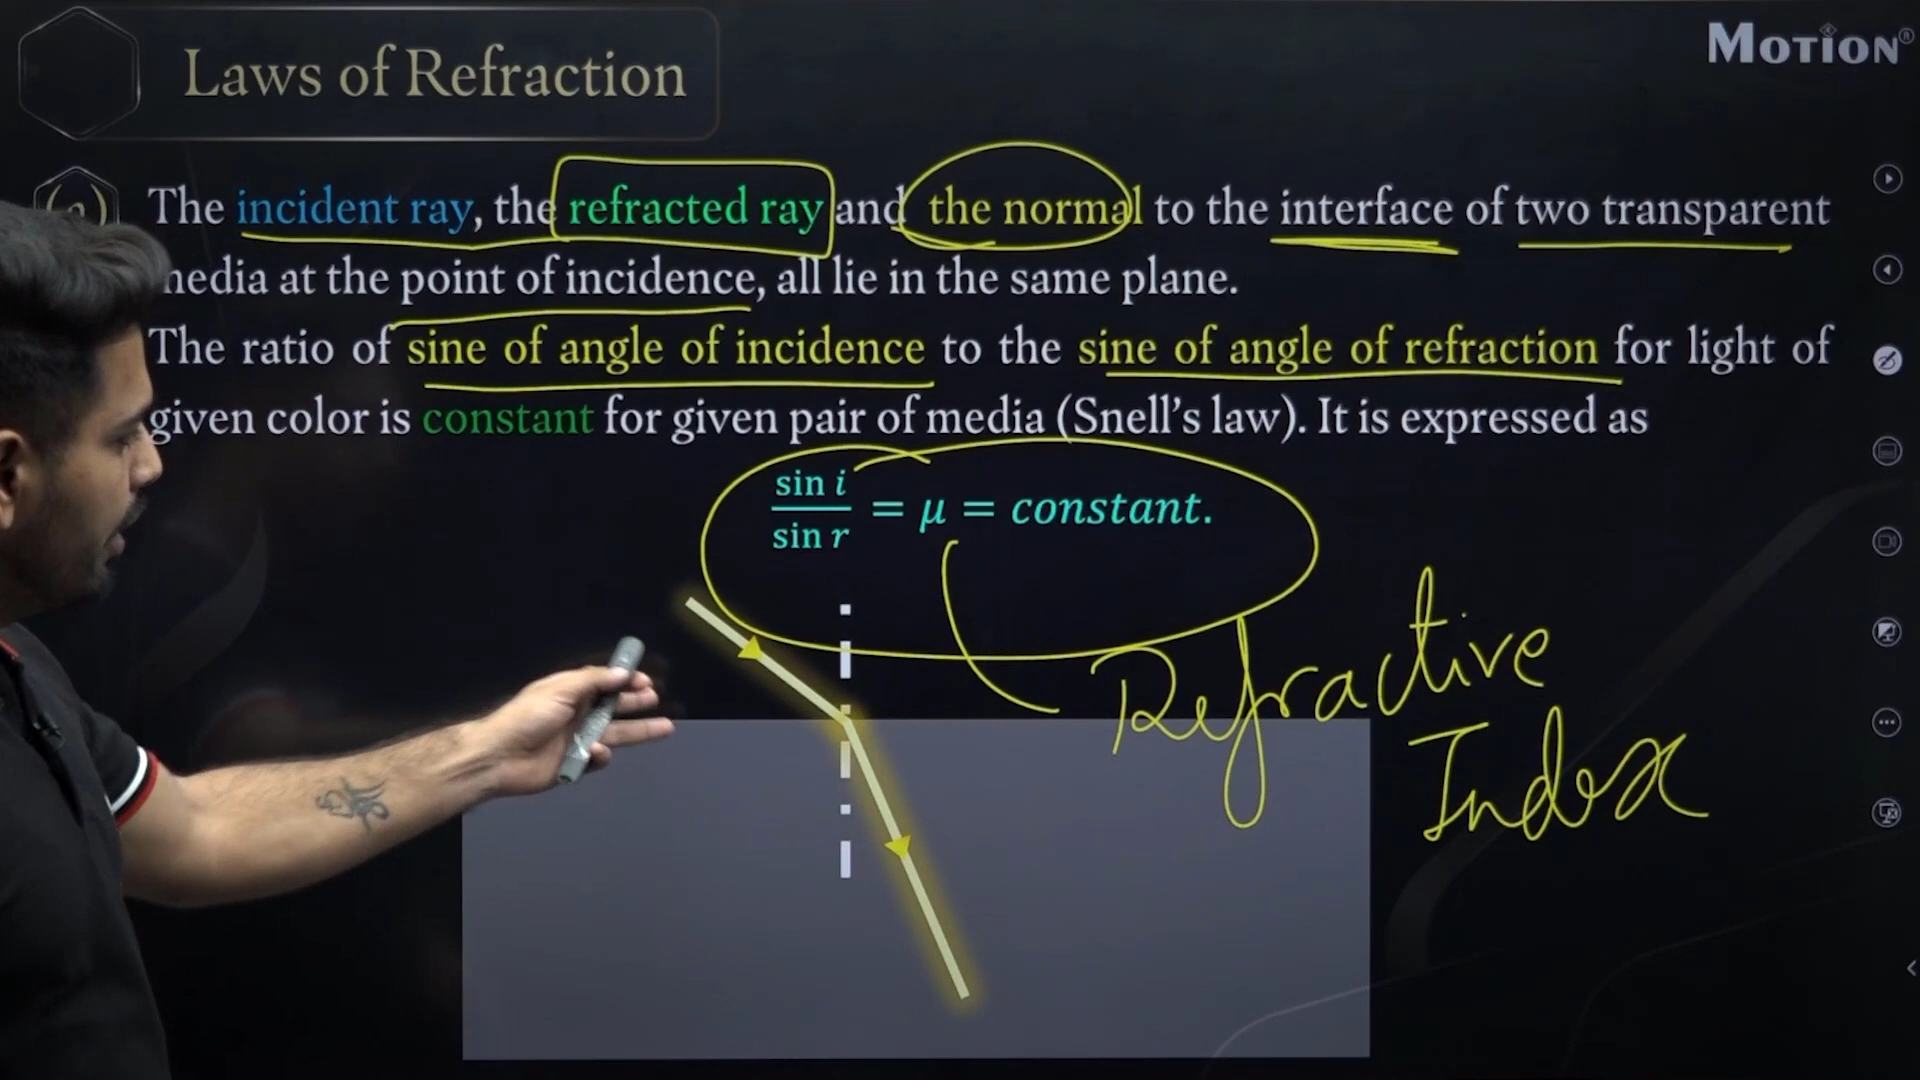 Laws of Refraction
MOTION®
The incident ray, the refracted ray and the normal to the interface of two transparent
media at the point of incidence, all lie in the same plane.
The ratio of sine of angle of incidence to the sine of angle of refraction for light of
given color is constant for given pair of media (Snell's law). It is expressed as
sin i / sin r = μ = constant.
Refractive
Index